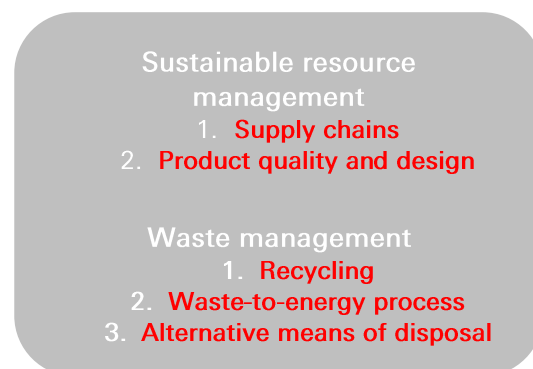 Sustainable resource
management
1. Supply chains
2. Product quality and design
Waste management
1. Recycling
2. Waste-to-energy process
3. Alternative means of disposal